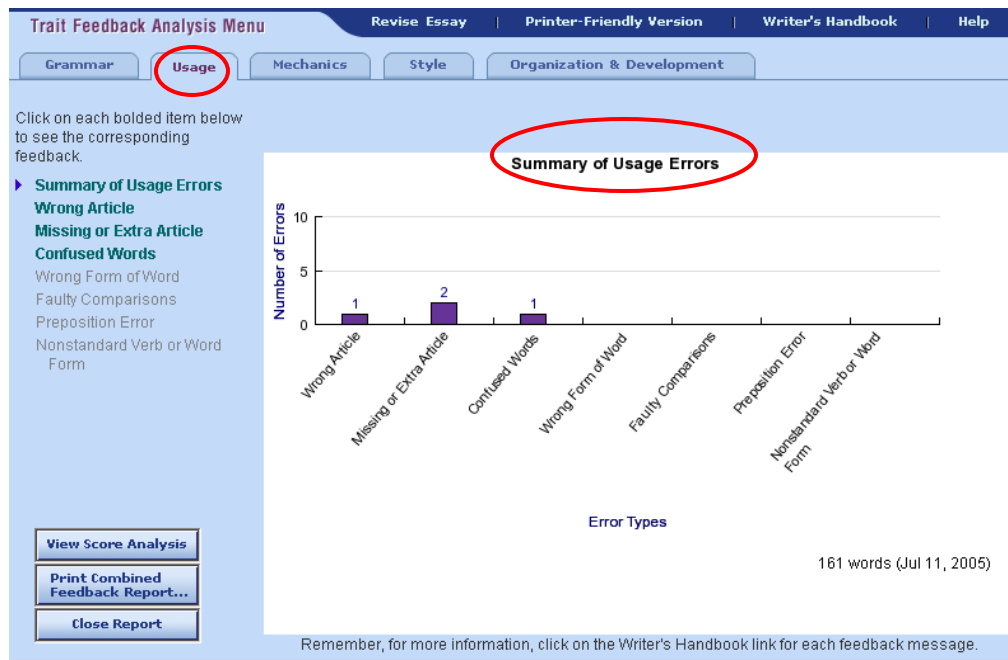 Trait Feedback Analysis Menu
Revise Essay | Printer-Friendly Version | Writer's Handbook | Help
Grammar Usage Mechanics Style Organization & Development
Click on each bolded item below
to see the corresponding
feedback.
Summary of Usage Errors
Wrong Article
Missing or Extra Article
Confused Words
Wrong Form of Word
Faulty Comparisons
Preposition Error
Nonstandard Verb or Word
Form
View Score Analysis
Print Combined
Feedback Report...
Close Report
Summary of Usage Errors
Number of Errors
10
5
0
1 2 1
Wrong Article
Missing or Extra Article
Confused Words
Wrong Form of Word
Faulty Comparisons
Preposition Error
Nonstandard Verb or Word
Form
Error Types
161 words (Jul 11, 2005)
Remember, for more information, click on the Writer's Handbook link for each feedback message.